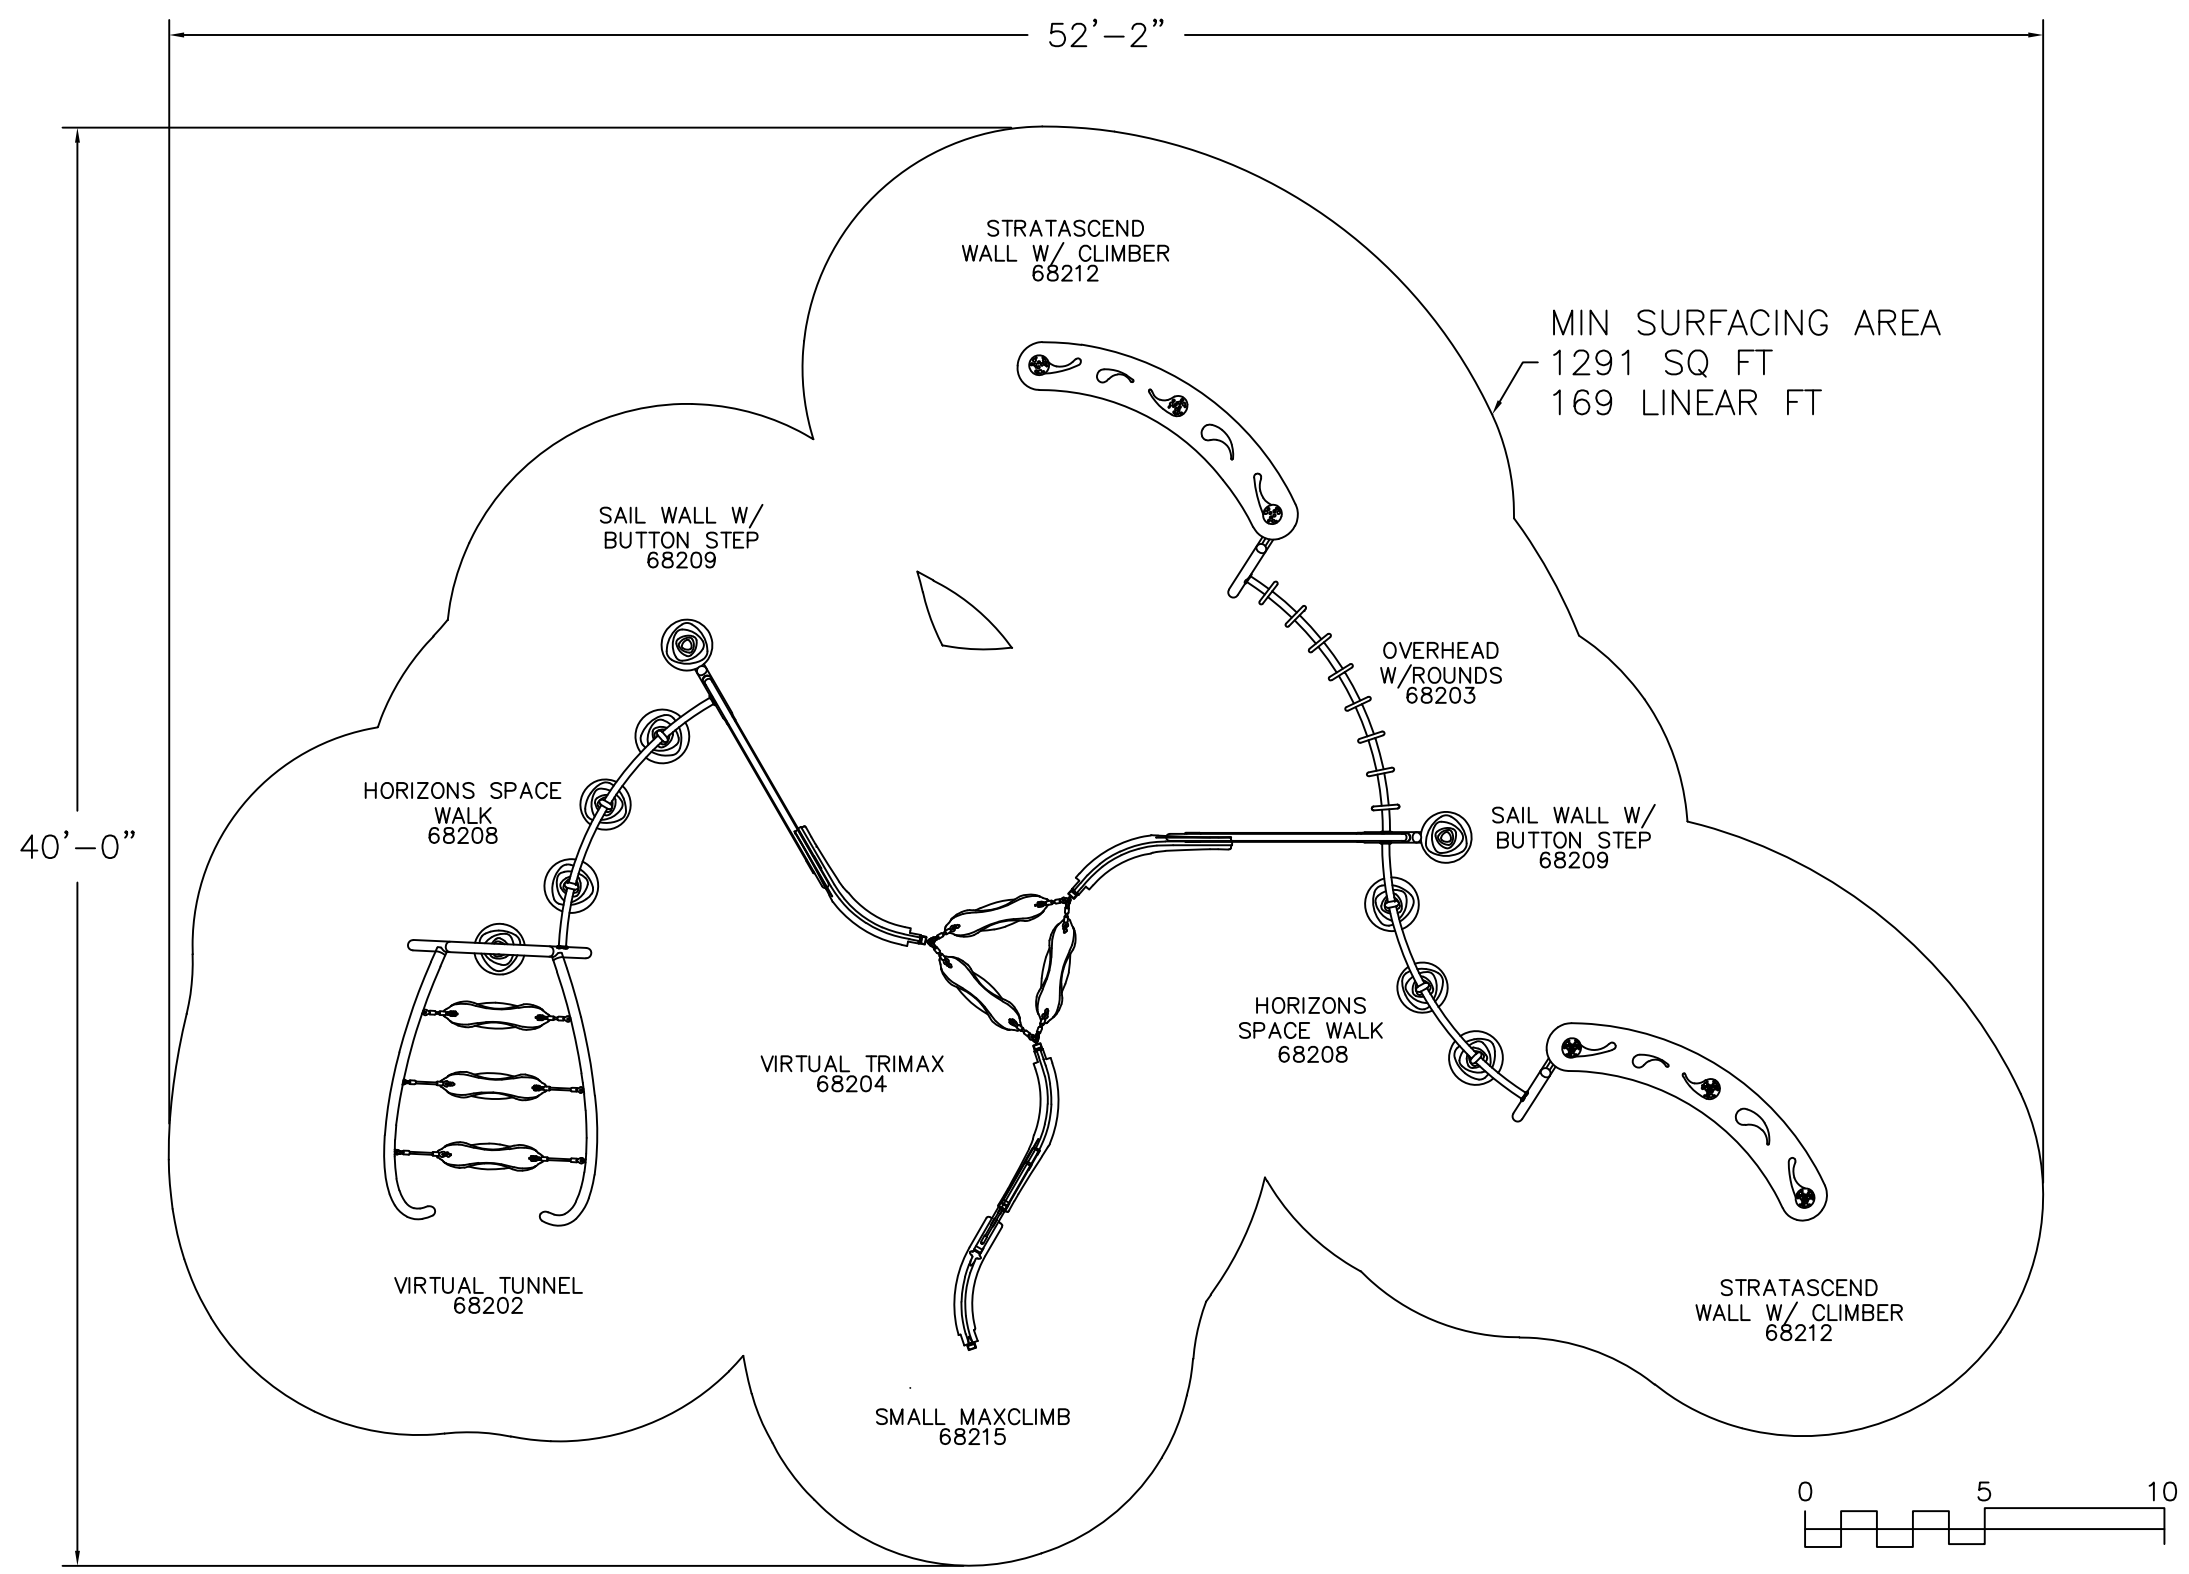 52'-2"
STRATASCEND
WALL W/ CLIMBER
68212
MIN SURFACING AREA
1291 SQ FT
169 LINEAR FT
SAIL WALL W/
BUTTON STEP
68209
OVERHEAD
W/ROUNDS
68203
HORIZONS SPACE
WALK
68208
40'-0"
SAIL WALL W/
BUTTON STEP
68209
HORIZONS
SPACE WALK
68208
VIRTUAL TRIMAX
68204
VIRTUAL TUNNEL
68202
STRATASCEND
WALL W/ CLIMBER
68212
SMALL MAXCLIMB
68215
0 5 10